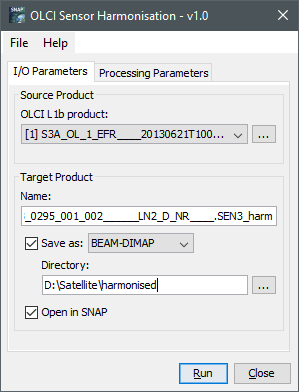 SNAP OLCI Sensor Harmonisation - v1.0
File Help
I/O Parameters Processing Parameters
Source Product
OLCI L1b product:
[1] S3A_OL_1_EFR____20130621T100... ...
Target Product
Name:
_0295_001_002______LN2_D_NR____.SEN3_harm
Save as: BEAM-DIMAP
Directory:
D:\Satellite\harmonised ...
Open in SNAP
Run Close